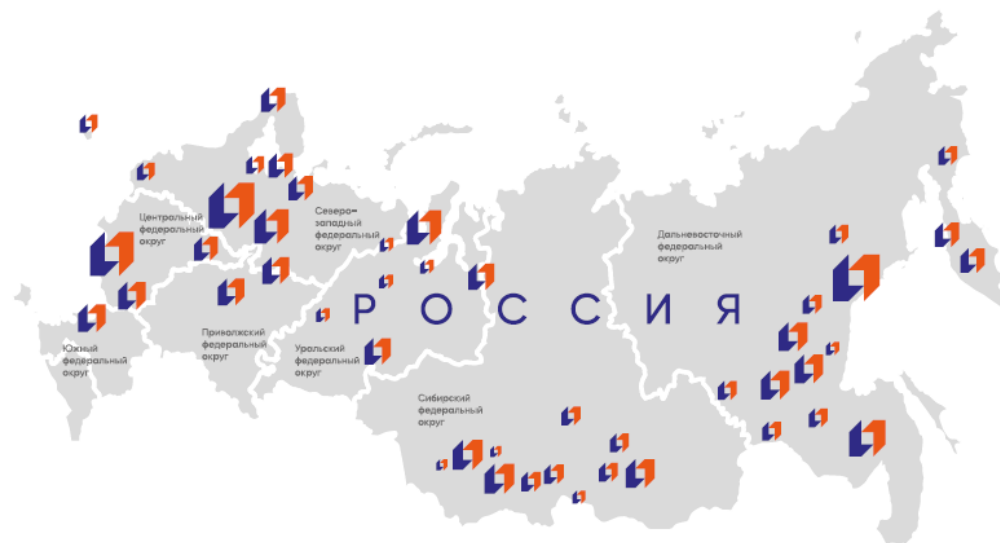 Центральный
федеральный
округ
Северо-
западный
федеральный
округ
Дальневосточный
федеральный
округ
РОССИЯ
Приволжский
федеральный
округ
Южный
федеральный
округ
Уральский
федеральный
округ
Сибирский
федеральный
округ